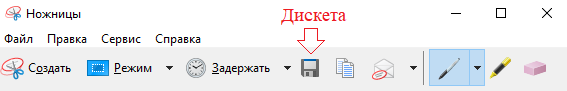 Ножницы
Дискета
Файл Правка Сервис Справка
Создать Режим Задержать